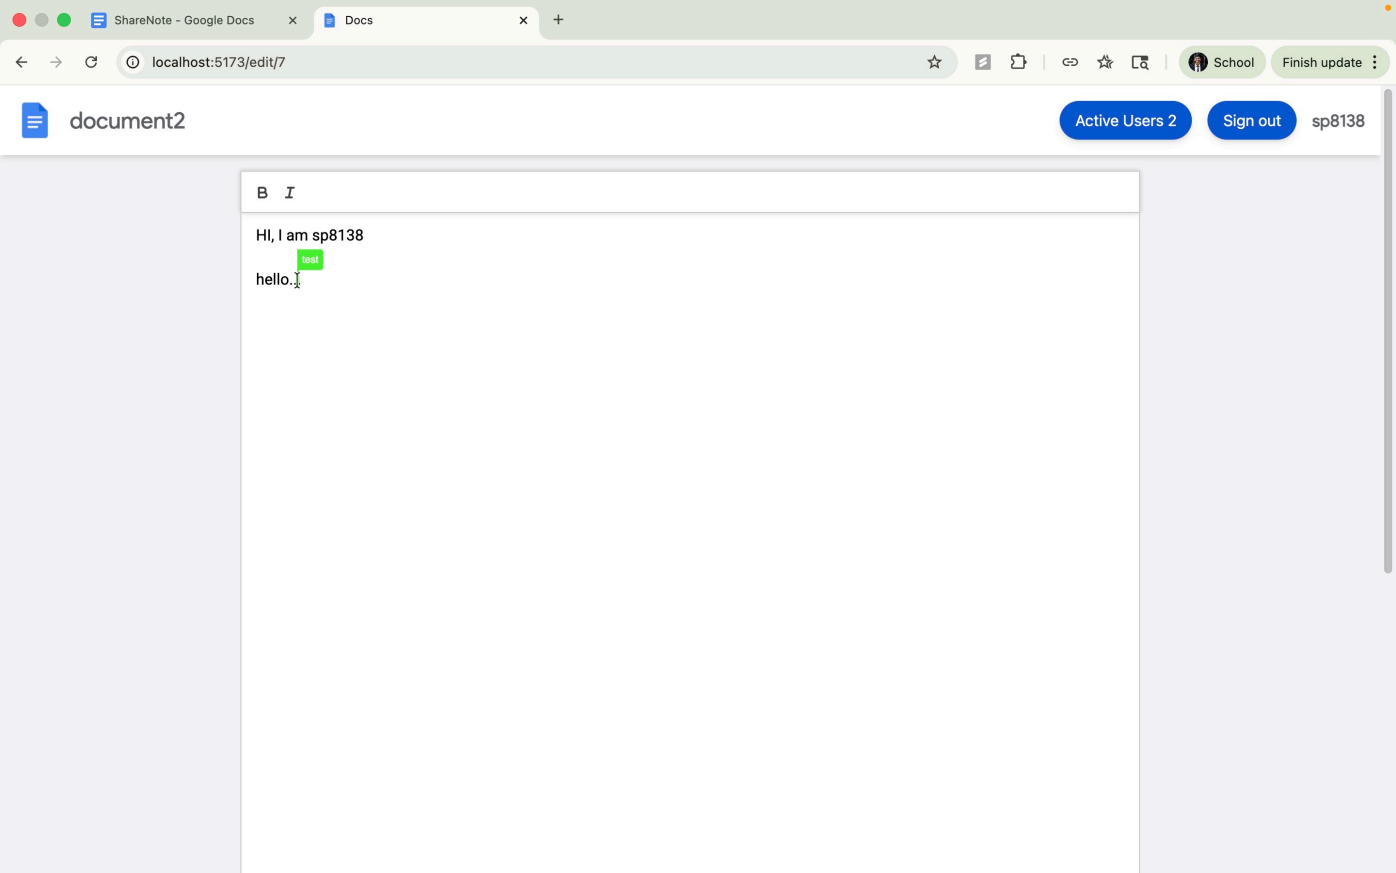 ShareNote - Google Docs
Docs
localhost:5173/edit/7
School
Finish update
document2
Active Users 2
Sign out
sp8138
B I
HI, I am sp8138
test
hello...